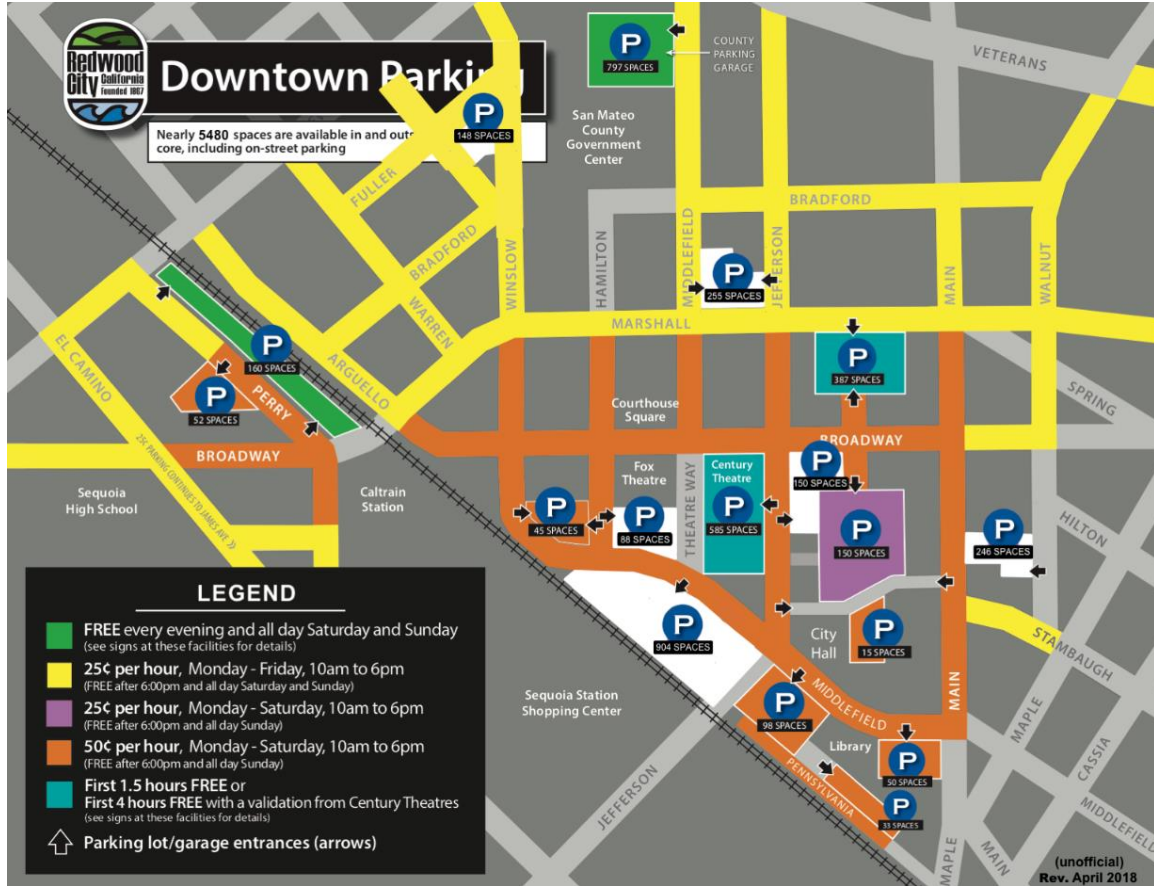 Redwood
City California
founded 1867
Downtown Parking
Nearly 5480 spaces are available in and outs
core, including on-street parking
P
148 SPACES
P
797 SPACES
COUNTY
PARKING
GARAGE
VETERANS
San Mateo
County
Government
Center
FULLER
BRADFORD
BRADFORD
WINSLOW
HAMILTON
MIDDLEFIELD
JEFFERSON
MAIN
WALNUT
P
255 SPACES
WARREN
MARSHALL
ARGUELLO
P
160 SPACES
EL CAMINO
P
52 SPACES
PERRY
P
387 SPACES
SPRING
Courthouse
Square
BROADWAY
BROADWAY
25¢ PARKING CONTINUES TO JAMES AVE >>
Sequoia
High School
Caltrain
Station
Fox
Theatre
THEATRE WAY
Century
Theatre
P
585 SPACES
P
150 SPACES
P
150 SPACES
P
45 SPACES
P
88 SPACES
P
246 SPACES
HILTON
P
904 SPACES
City
Hall
P
15 SPACES
STAMBAUGH
Sequoia Station
Shopping Center
MIDDLEFIELD
MAIN
MAPLE
CASSIA
P
98 SPACES
Library
P
50 SPACES
PENNSYLVANIA
P
33 SPACES
JEFFERSON
MIDDLEFIELD
MAIN
MAPLE
LEGEND
FREE every evening and all day Saturday and Sunday
(see signs at these facilities for details)
25¢ per hour, Monday - Friday, 10am to 6pm
(FREE after 6:00pm and all day Saturday and Sunday)
25¢ per hour, Monday - Saturday, 10am to 6pm
(FREE after 6:00pm and all day Sunday)
50¢ per hour, Monday - Saturday, 10am to 6pm
(FREE after 6:00pm and all day Sunday)
First 1.5 hours FREE or
First 4 hours FREE with a validation from Century Theatres
(see signs at these facilities for details)
Parking lot/garage entrances (arrows)
(unofficial)
Rev. April 2018